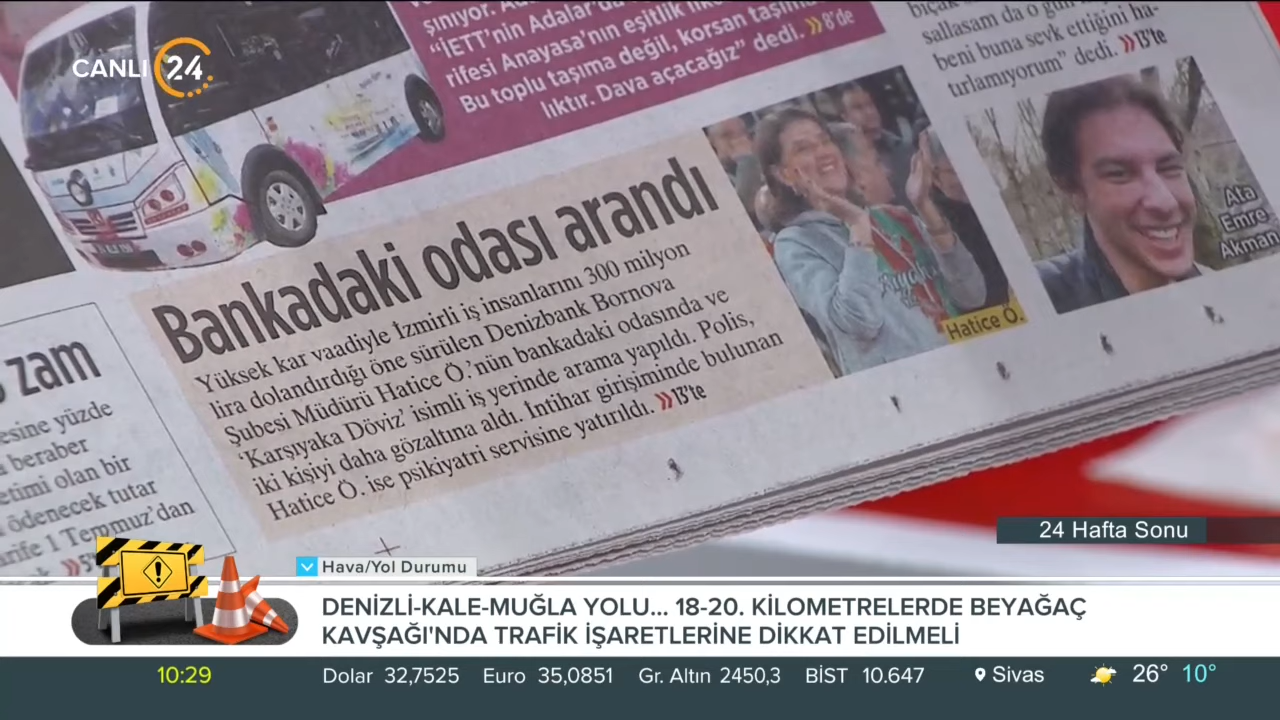 CANLI 24
şınıyor.
"İETT'nin Adalar'da
rifesi Anayasa'nın eşitlik
Bu toplu taşıma değil, korsan taşıma
lıktır. Dava açacağız" dedi. »8'de
sallasam da o gün
beni buna sevk ettiğini ha-
tırlamıyorum" dedi. »13'te
Bankadaki odası arandı
Yüksek kar vaadiyle İzmirli iş insanlarını 300 milyon
lira dolandırdığı öne sürülen Denizbank Bornova
Şubesi Müdürü Hatice Ö.'nün bankadaki odasında ve
'Karşıyaka Döviz' isimli iş yerinde arama yapıldı. Polis,
iki kişiyi daha gözaltına aldı. İntihar girişiminde bulunan
Hatice Ö. ise psikiyatri servisine yatırıldı. »13'te
Hatice Ö.
Ata
Emre
Akman
zam
esine yüzde
beraber
etimi olan bir
ödenecek tutar
arife 1 Temmuz'dan
24 Hafta Sonu
Hava/Yol Durumu
DENİZLİ-KALE-MUĞLA YOLU... 18-20. KİLOMETRELERDE BEYAĞAÇ
KAVŞAĞI'NDA TRAFİK İŞARETLERİNE DİKKAT EDİLMELİ
10:29 Dolar 32,7525 Euro 35,0851 Gr. Altın 2450,3 BİST 10.647 Sivas 26° 10°